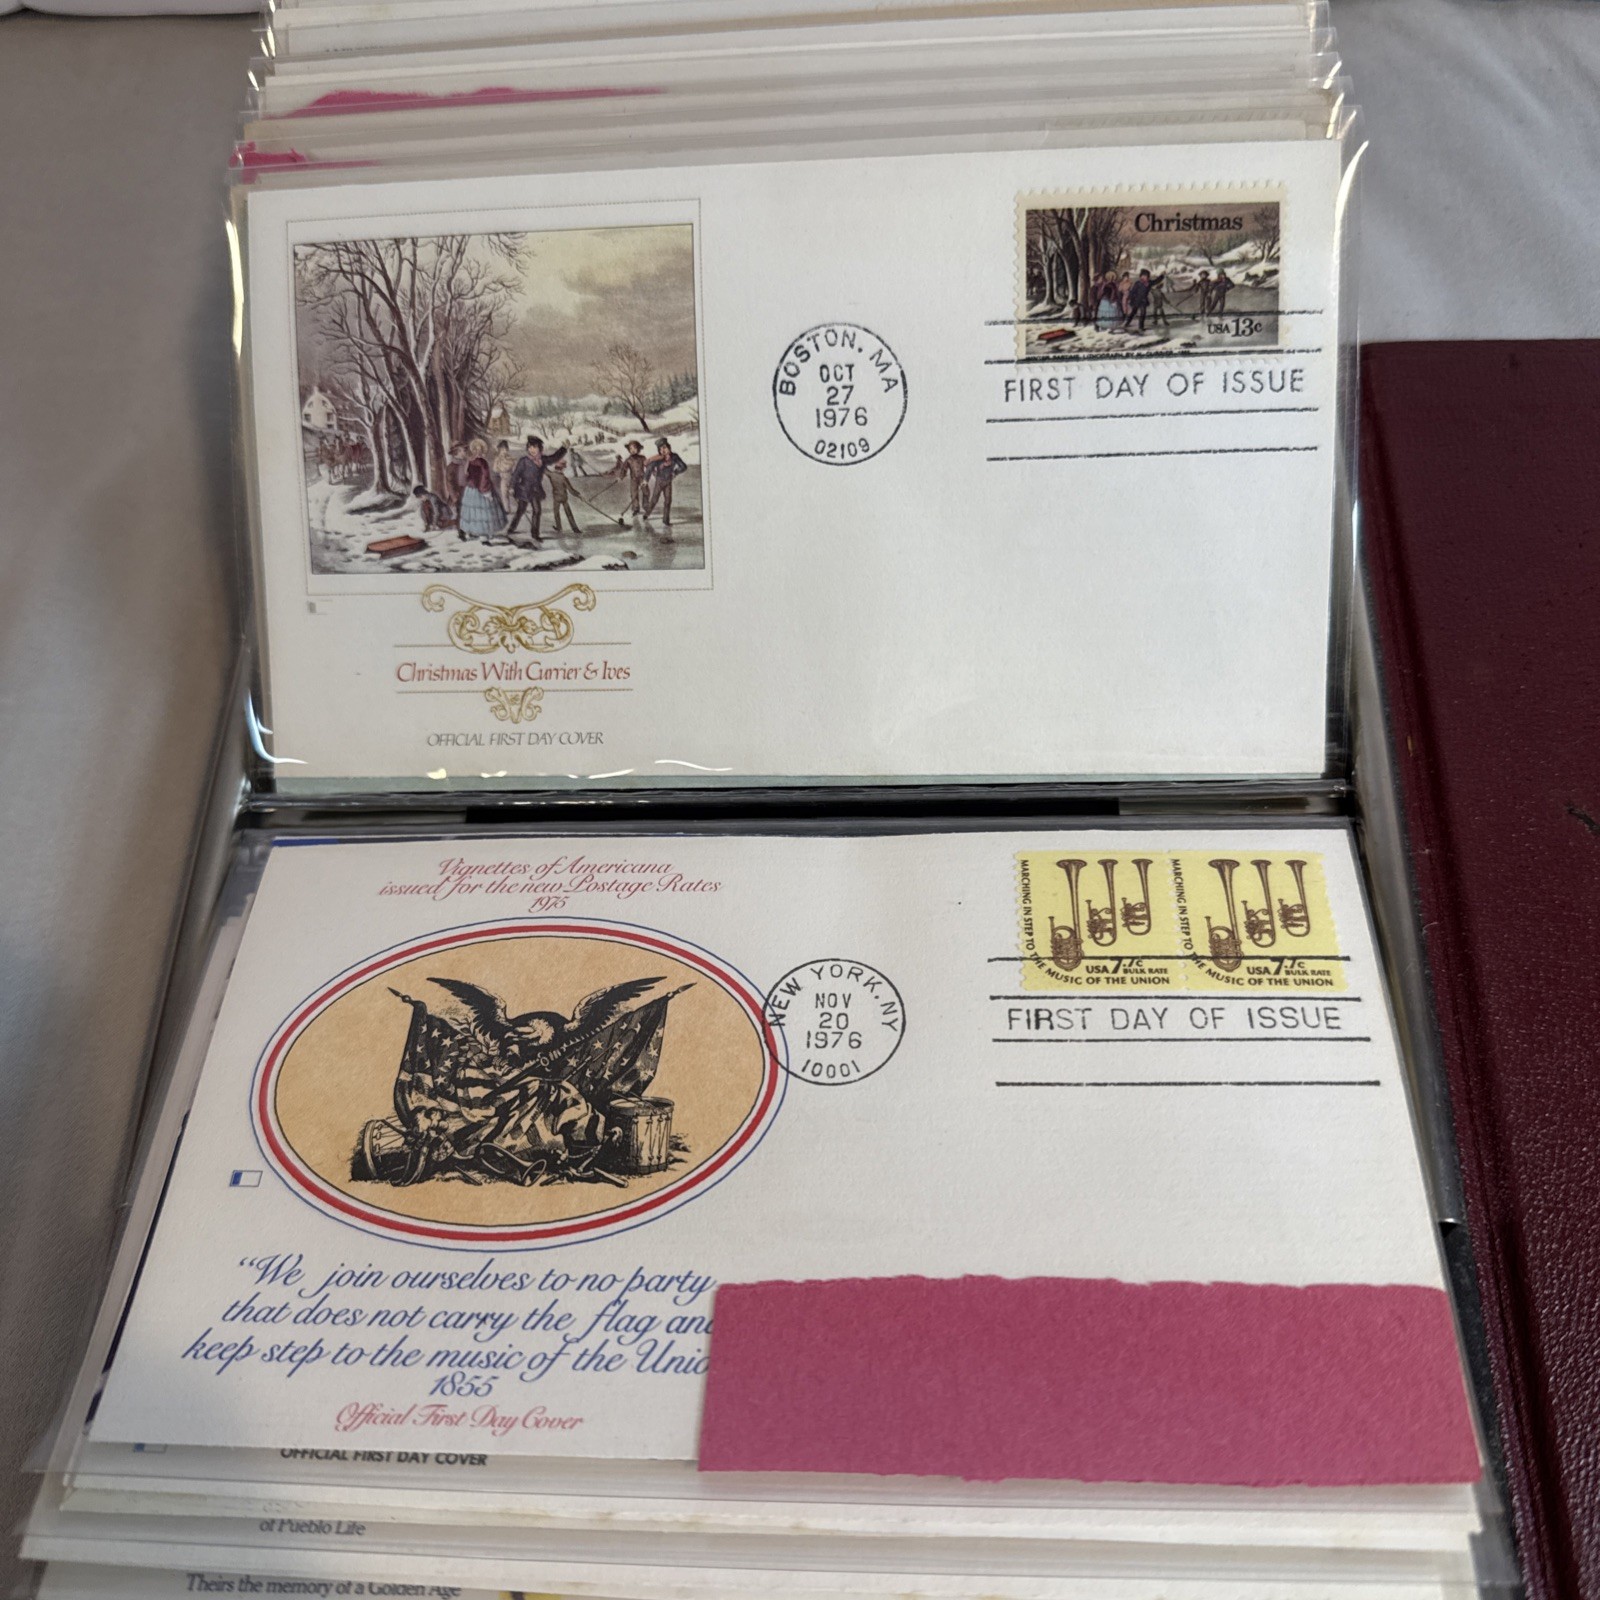 Christmas
USA 13c
BOSTON, MA
OCT
27
1976
02109
FIRST DAY OF ISSUE
Christmas With Currier & Ives
OFFICIAL FIRST DAY COVER
Vignettes of Americana
issued for the new Postage Rates
1975
MARCHING IN STEP TO THE MUSIC OF THE UNION
USA 7.7c
BULK RATE
MARCHING IN STEP TO THE MUSIC OF THE UNION
USA 7.7c
BULK RATE
NEW YORK, NY
NOV
20
1976
10001
FIRST DAY OF ISSUE
"We join ourselves to no party
that does not carry the flag and
keep step to the music of the Unio
1855
Official First Day Cover
OFFICIAL FIRST DAY COVER
of Pueblo Life
Theirs the memory of a Golden Age